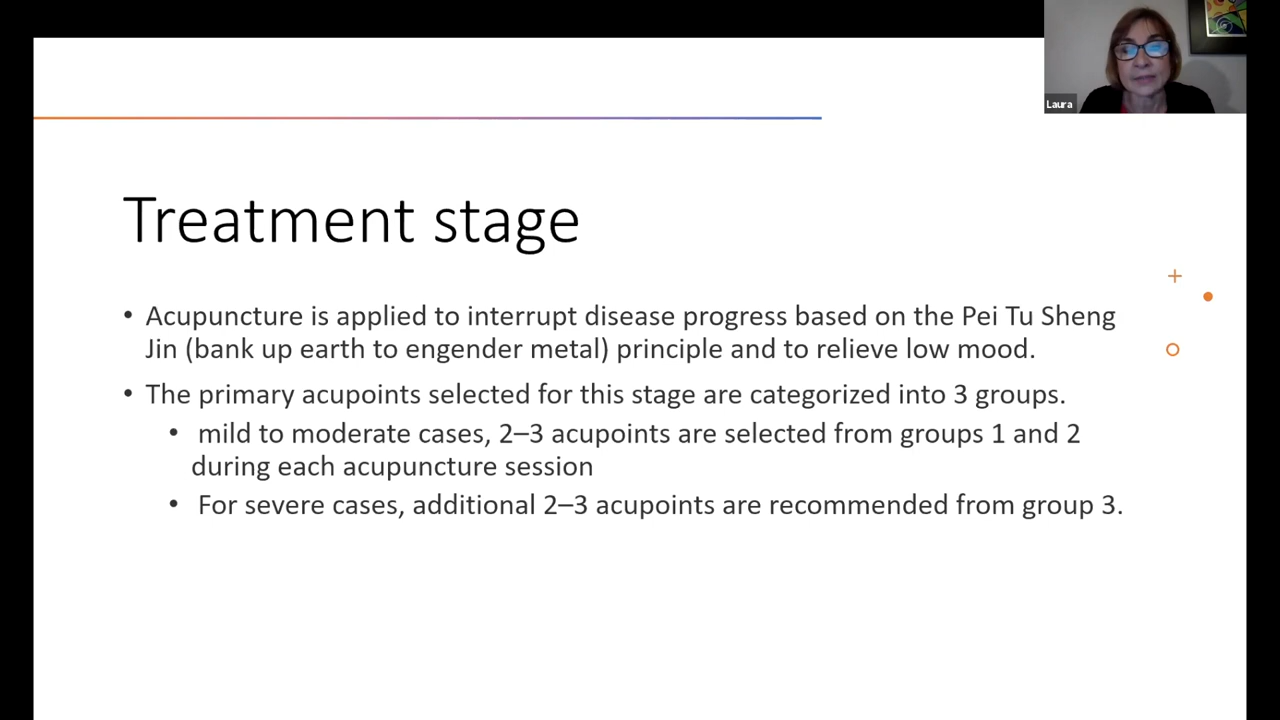 Laura
Treatment stage
• Acupuncture is applied to interrupt disease progress based on the Pei Tu Sheng
Jin (bank up earth to engender metal) principle and to relieve low mood.
• The primary acupoints selected for this stage are categorized into 3 groups.
• mild to moderate cases, 2–3 acupoints are selected from groups 1 and 2
during each acupuncture session
• For severe cases, additional 2–3 acupoints are recommended from group 3.